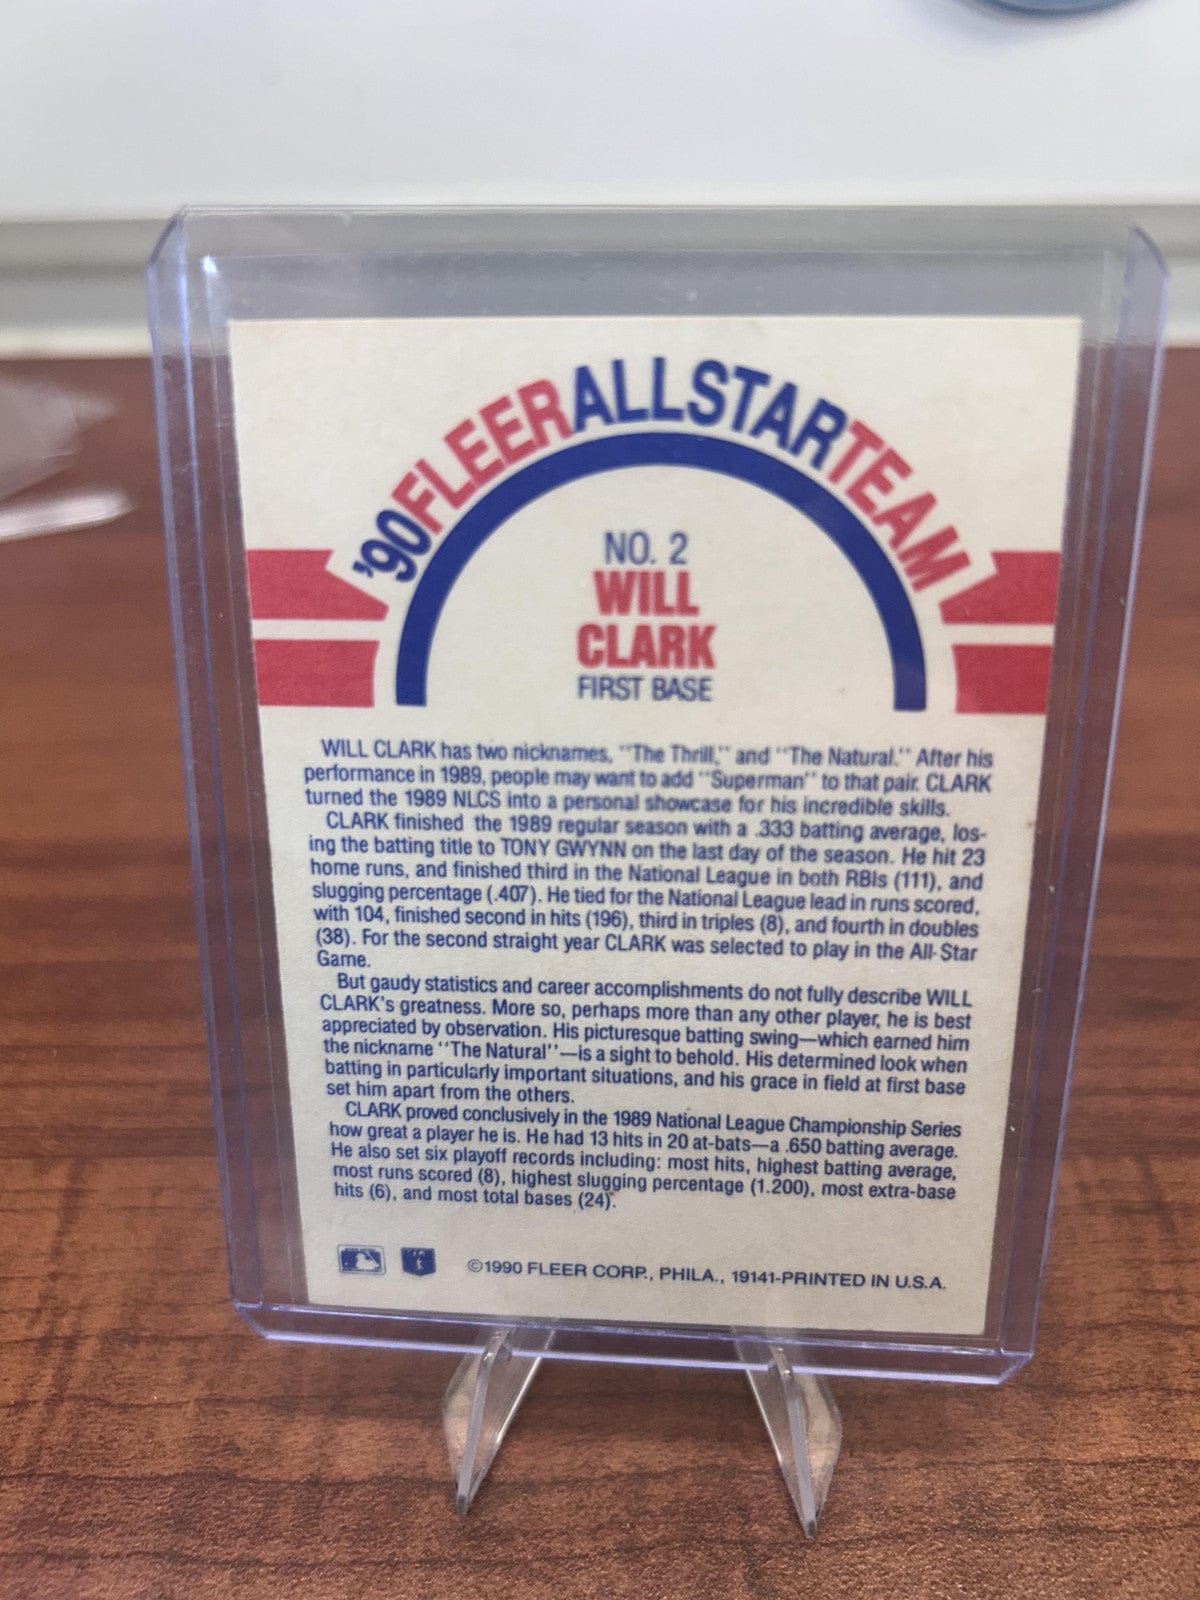 '90 FLEER ALL STAR TEAM
NO. 2
WILL
CLARK
FIRST BASE
WILL CLARK has two nicknames, "The Thrill," and "The Natural." After his
performance in 1989, people may want to add "Superman" to that pair. CLARK
turned the 1989 NLCS into a personal showcase for his incredible skills.
CLARK finished the 1989 regular season with a .333 batting average, los-
ing the batting title to TONY GWYNN on the last day of the season. He hit 23
home runs, and finished third in the National League in both RBIs (111), and
slugging percentage (.407). He tied for the National League lead in runs scored,
with 104, finished second in hits (196), third in triples (8), and fourth in doubles
(38). For the second straight year CLARK was selected to play in the All-Star
Game.
But gaudy statistics and career accomplishments do not fully describe WILL
CLARK's greatness. More so, perhaps more than any other player, he is best
appreciated by observation. His picturesque batting swing—which earned him
the nickname "The Natural"—is a sight to behold. His determined look when
batting in particularly important situations, and his grace in field at first base
set him apart from the others.
CLARK proved conclusively in the 1989 National League Championship Series
how great a player he is. He had 13 hits in 20 at-bats—a .650 batting average.
He also set six playoff records including: most hits, highest batting average,
most runs scored (8), highest slugging percentage (1.200), most extra-base
hits (6), and most total bases (24).
©1990 FLEER CORP., PHILA., 19141-PRINTED IN U.S.A.